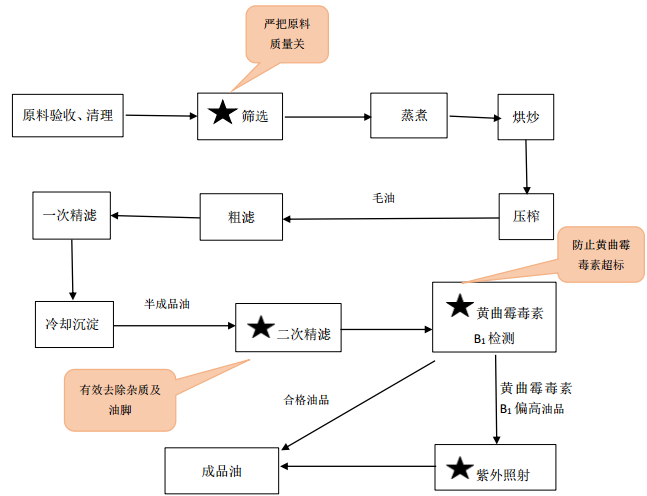 严把原料
质量关
原料验收、清理
★ 筛选
蒸煮
烘炒
一次精滤
粗滤
毛油
压榨
防止黄曲霉
毒素超标
冷却沉淀
半成品油
★ 二次精滤
★ 黄曲霉毒素
B₁检测
有效去除杂质及
油脚
合格油品
黄曲霉毒素
B₁偏高油品
成品油
★ 紫外照射